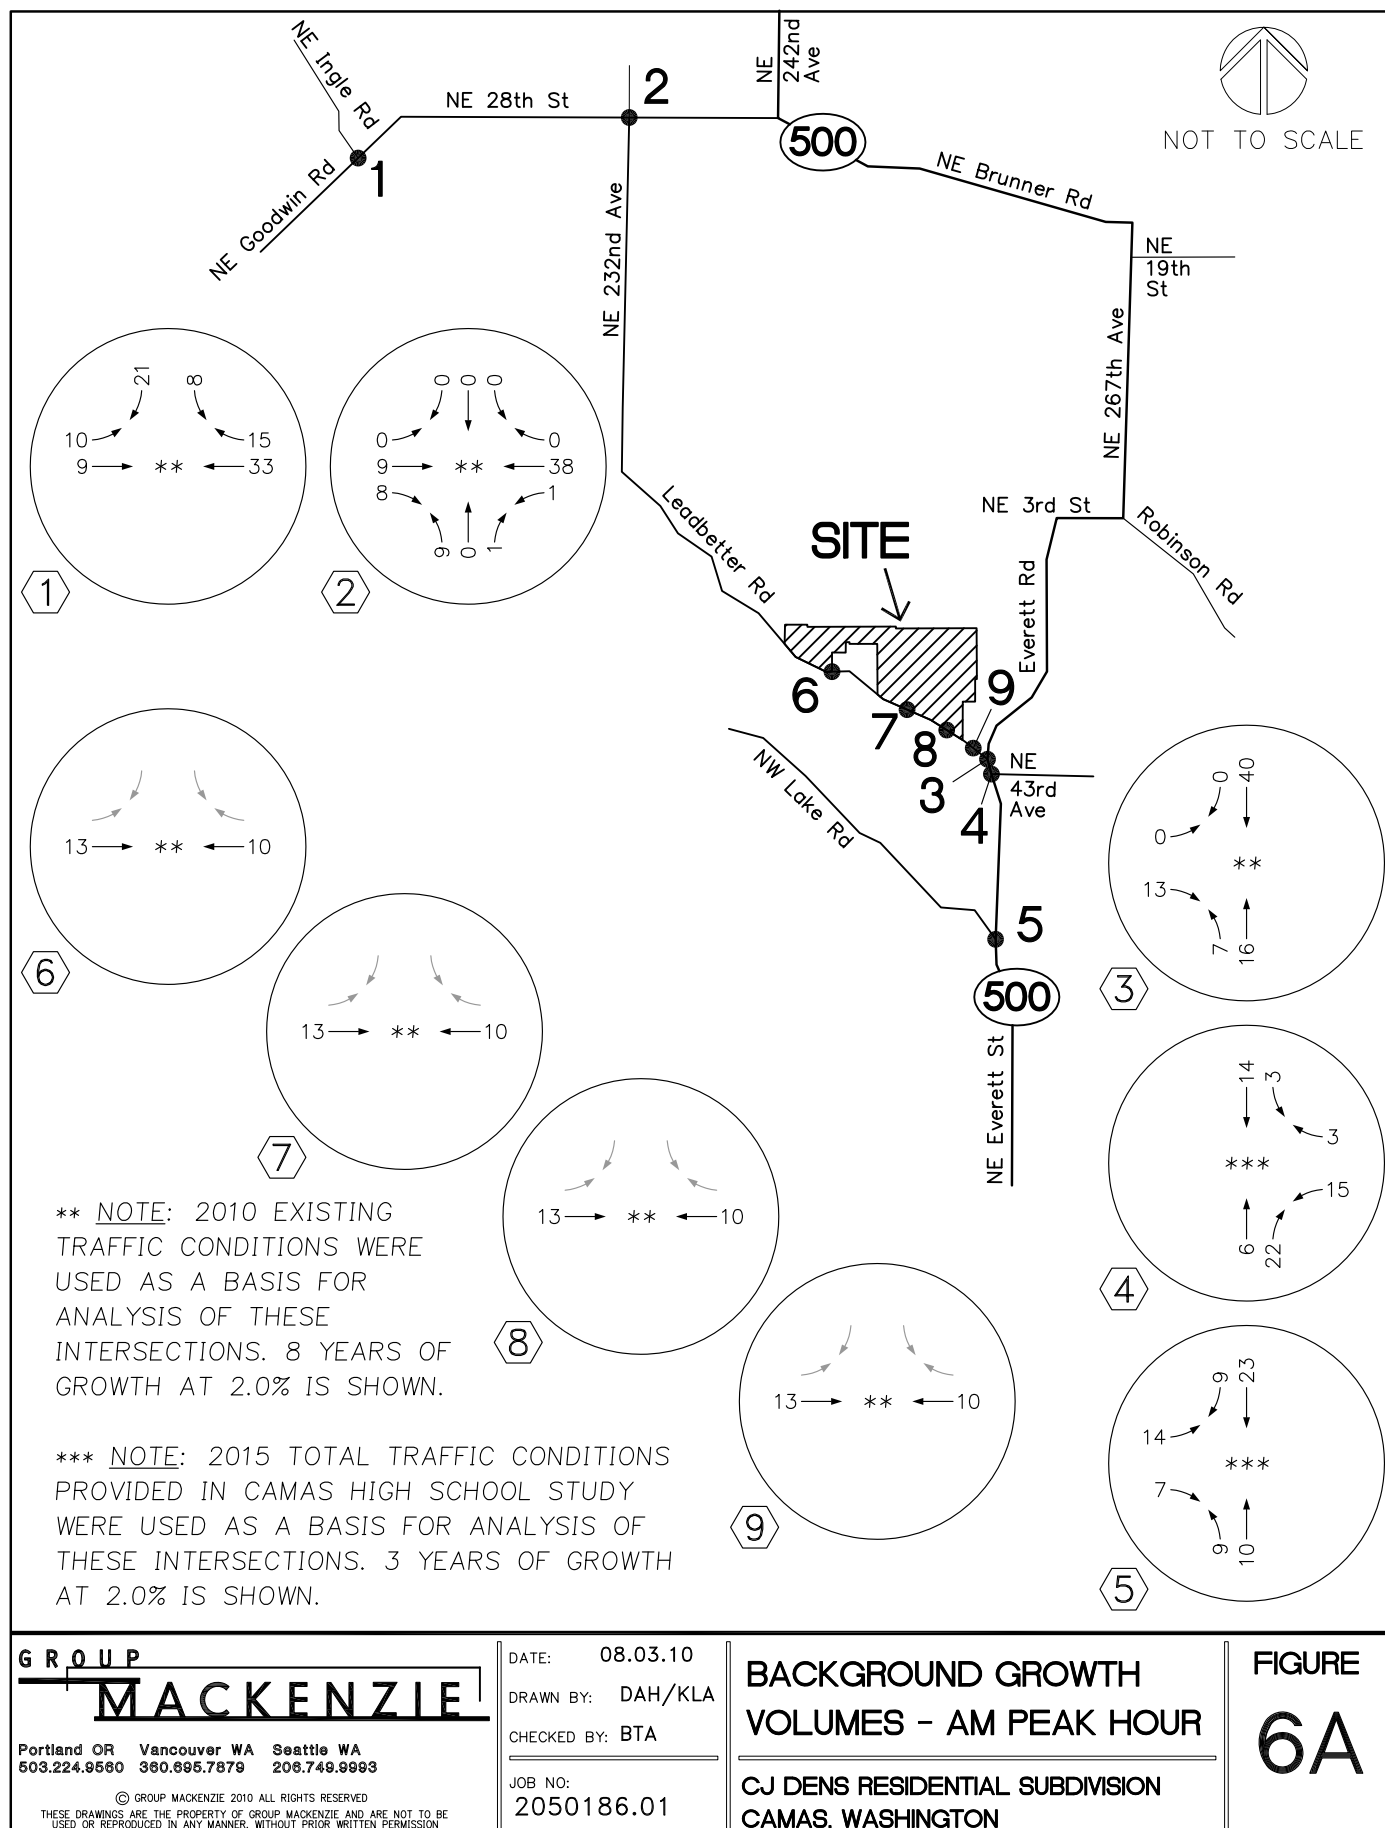 NE Ingle Rd
NE 28th St
2
NE
242nd
Ave
500
NOT TO SCALE
1
NE Goodwin Rd
NE 232nd Ave
NE Brunner Rd
NE
19th
St
NE 267th Ave
21 8
10 15
9 ** 33
1
0 0 0
0 0
9 ** 38
8 1
9 0 1
2
Leadbetter Rd
NE 3rd St
Robinson Rd
SITE
Everett Rd
6
7
8
9
3
4
NE
43rd
Ave
NW Lake Rd
5
500
NE Everett St
0 40
0
**
13
7 16
3
13 ** 10
6
13 ** 10
7
13 ** 10
8
13 ** 10
9
14 3
3
***
15
6 22
4
9 23
14
***
7
9 10
5
** NOTE: 2010 EXISTING
TRAFFIC CONDITIONS WERE
USED AS A BASIS FOR
ANALYSIS OF THESE
INTERSECTIONS. 8 YEARS OF
GROWTH AT 2.0% IS SHOWN.
*** NOTE: 2015 TOTAL TRAFFIC CONDITIONS
PROVIDED IN CAMAS HIGH SCHOOL STUDY
WERE USED AS A BASIS FOR ANALYSIS OF
THESE INTERSECTIONS. 3 YEARS OF GROWTH
AT 2.0% IS SHOWN.
GROUP
MACKENZIE
Portland OR Vancouver WA Seattle WA
503.224.9560 360.695.7879 206.749.9993
© GROUP MACKENZIE 2010 ALL RIGHTS RESERVED
THESE DRAWINGS ARE THE PROPERTY OF GROUP MACKENZIE AND ARE NOT TO BE
USED OR REPRODUCED IN ANY MANNER, WITHOUT PRIOR WRITTEN PERMISSION
DATE: 08.03.10
DRAWN BY: DAH/KLA
CHECKED BY: BTA
JOB NO:
2050186.01
BACKGROUND GROWTH
VOLUMES - AM PEAK HOUR
CJ DENS RESIDENTIAL SUBDIVISION
CAMAS, WASHINGTON
FIGURE
6A